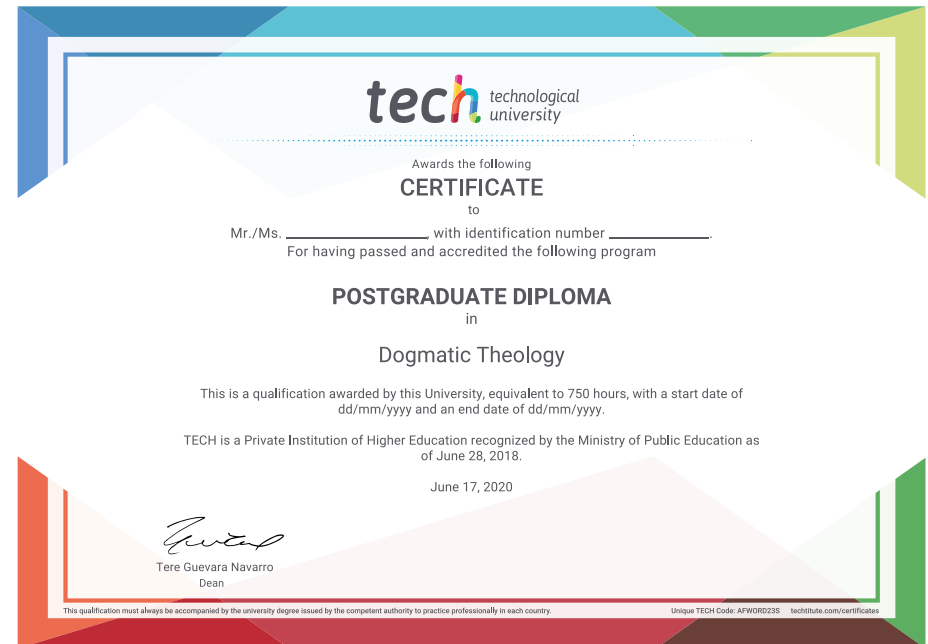 tech technological
university
Awards the following
CERTIFICATE
to
Mr./Ms. ____________________, with identification number ______________.
For having passed and accredited the following program
POSTGRADUATE DIPLOMA
in
Dogmatic Theology
This is a qualification awarded by this University, equivalent to 750 hours, with a start date of
dd/mm/yyyy and an end date of dd/mm/yyyy.
TECH is a Private Institution of Higher Education recognized by the Ministry of Public Education as
of June 28, 2018.
June 17, 2020
Tere Guevara Navarro
Dean
This qualification must always be accompanied by the university degree issued by the competent authority to practice professionally in each country. Unique TECH Code: AFWORD23S techtitute.com/certificates